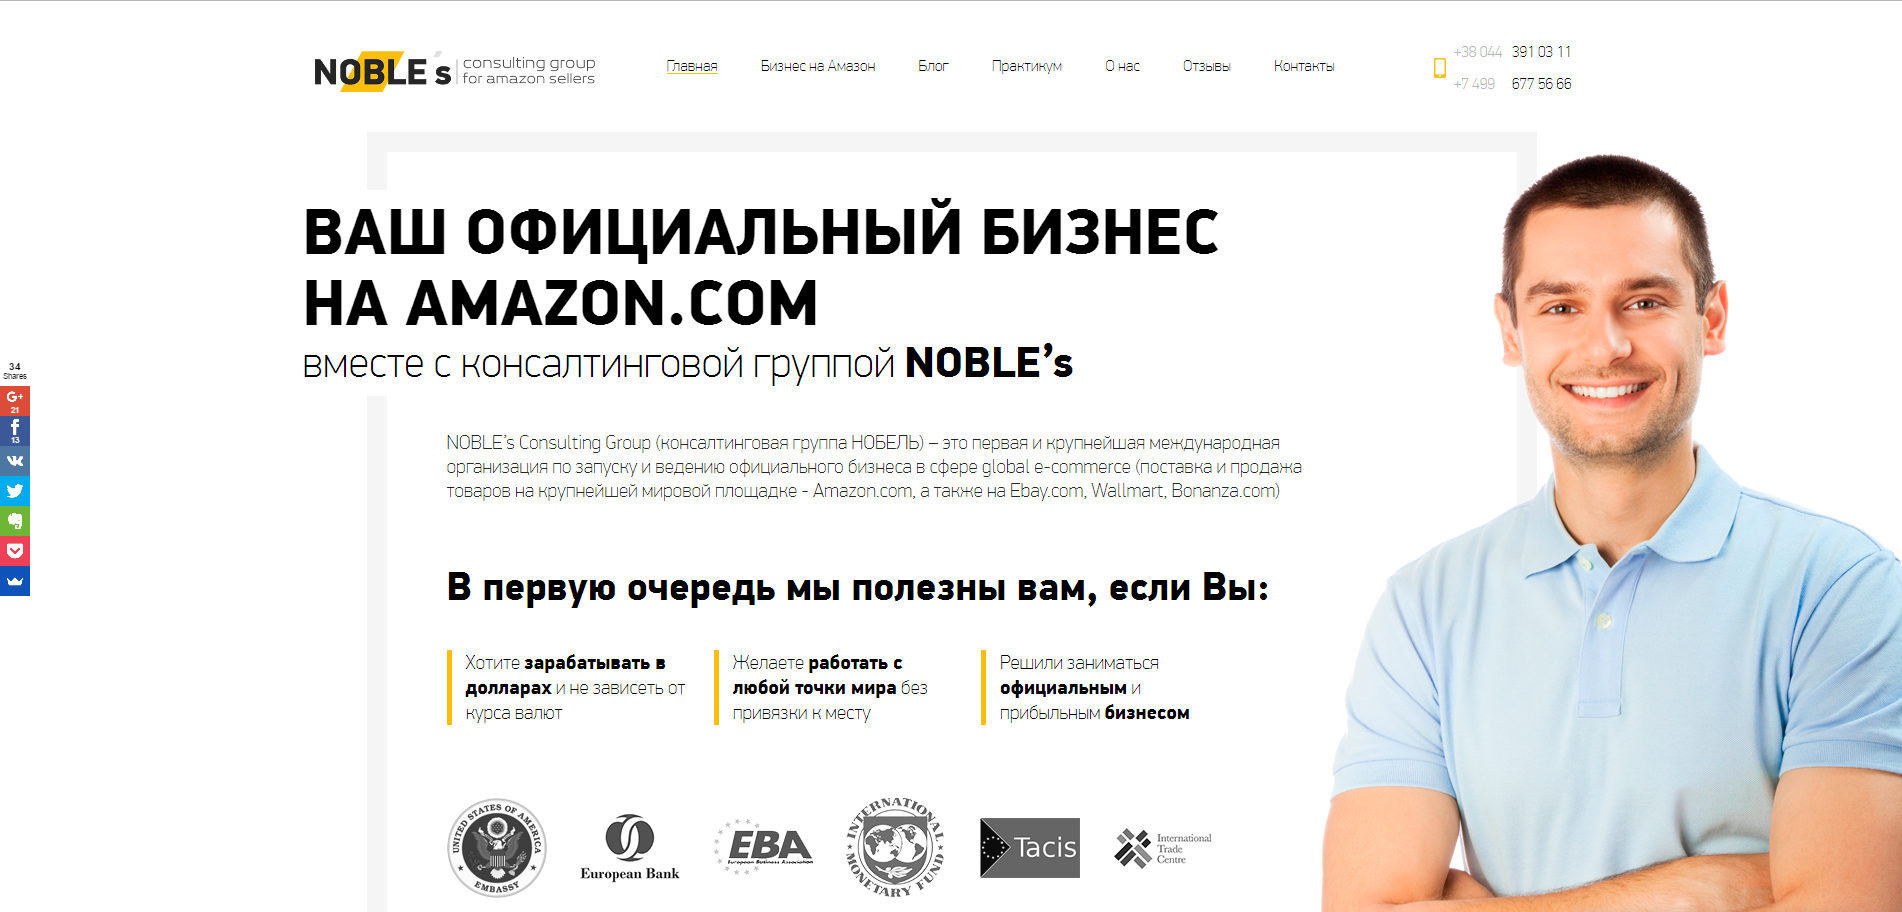 NOBLE's
consulting group
for amazon sellers
Главная
Бизнес на Амазон
Блог
Практикум
О нас
Отзывы
Контакты
+38 044 391 03 11
+7 499 677 56 66
ВАШ ОФИЦИАЛЬНЫЙ БИЗНЕС
НА AMAZON.COM
вместе с консалтинговой группой NOBLE’s
34
Shares
G+
21
13
NOBLE’s Consulting Group (консалтинговая группа НОБЕЛЬ) – это первая и крупнейшая международная
организация по запуску и ведению официального бизнеса в сфере global e-commerce (поставка и продажа
товаров на крупнейшей мировой площадке - Amazon.com, а также на Ebay.com, Wallmart, Bonanza.com)
В первую очередь мы полезны вам, если Вы:
Хотите зарабатывать в
долларах и не зависеть от
курса валют
Желаете работать с
любой точки мира без
привязки к месту
Решили заниматься
официальным и
прибыльным бизнесом
UNITED STATES OF AMERICA
EMBASSY
European Bank
EBA
European Business Association
INTERNATIONAL
MONETARY FUND
Tacis
International
Trade
Centre